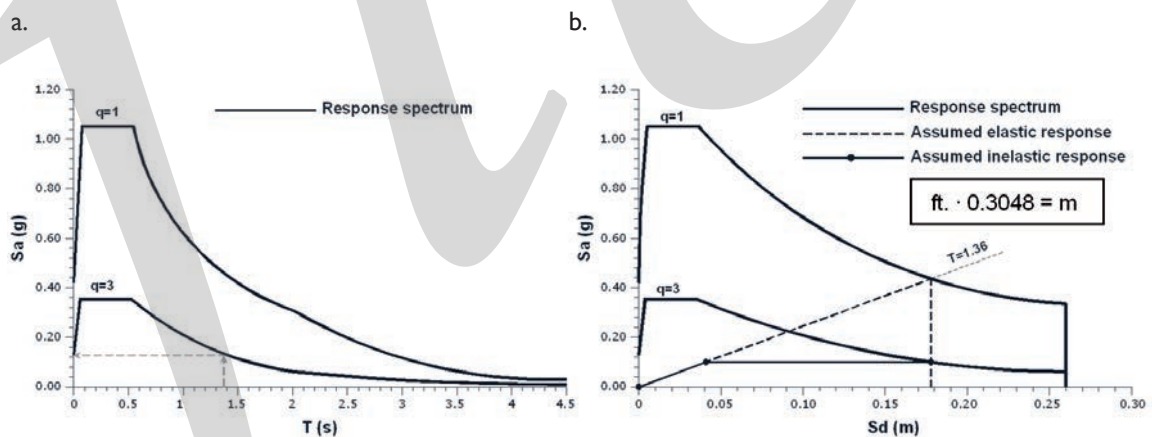 a.
1.20
1.00
0.80
0.60
0.40
0.20
0.00
Sa (g)
q=1
q=3
Response spectrum
0
0.5
1
1.5
2
2.5
3
3.5
4
4.5
T (s)
b.
1.20
1.00
0.80
0.60
0.40
0.20
0.00
Sa (g)
q=1
q=3
Response spectrum
Assumed elastic response
Assumed inelastic response
ft. · 0.3048 = m
T=1.36
0
0.05
0.10
0.15
0.20
0.25
0.30
Sd (m)